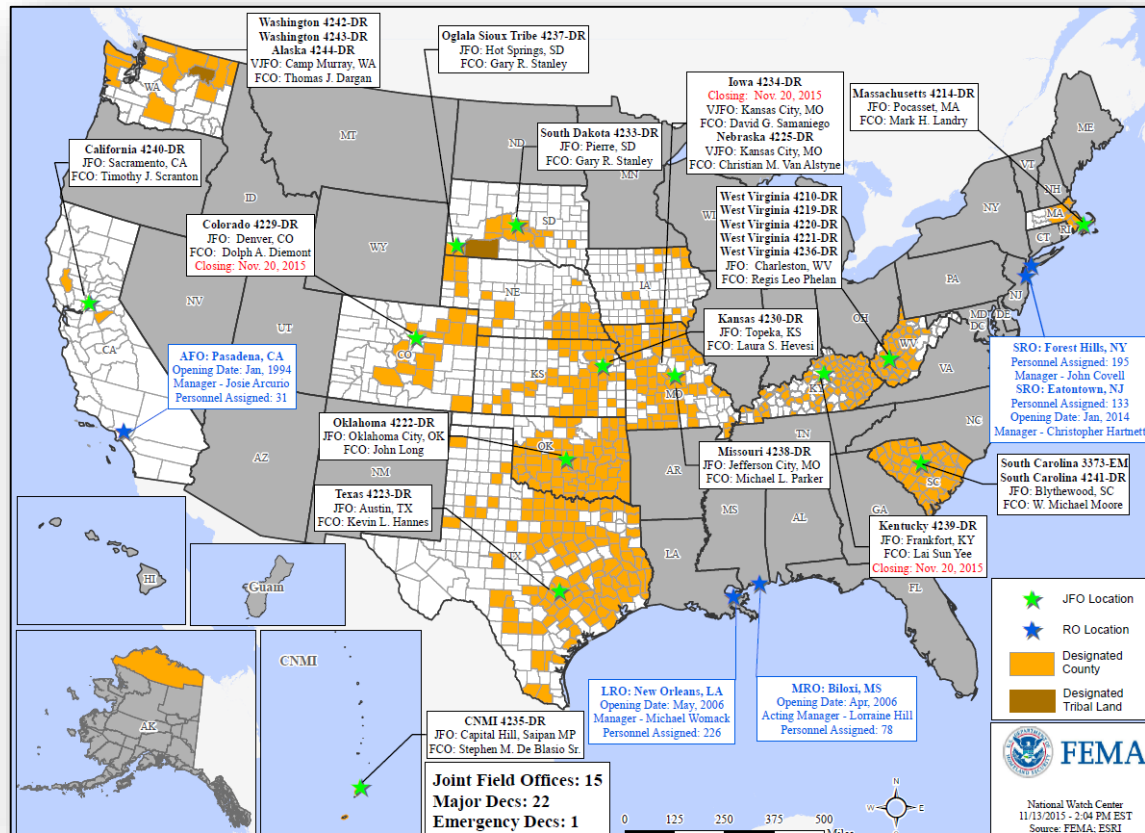 Washington 4242-DR
Washington 4243-DR
Alaska 4244-DR
VJFO: Camp Murray, WA
FCO: Thomas J. Dargan
Oglala Sioux Tribe 4237-DR
JFO: Hot Springs, SD
FCO: Gary R. Stanley
Iowa 4234-DR
Closing: Nov. 20, 2015
VJFO: Kansas City, MO
FCO: David G. Samaniego
Nebraska 4225-DR
VJFO: Kansas City, MO
FCO: Christian M. Van Alstyne
Massachusetts 4214-DR
JFO: Pocasset, MA
FCO: Mark H. Landry
South Dakota 4233-DR
JFO: Pierre, SD
FCO: Gary R. Stanley
California 4240-DR
JFO: Sacramento, CA
FCO: Timothy J. Scranton
Colorado 4229-DR
JFO: Denver, CO
FCO: Dolph A. Diemont
Closing: Nov. 20, 2015
West Virginia 4210-DR
West Virginia 4219-DR
West Virginia 4220-DR
West Virginia 4221-DR
West Virginia 4236-DR
JFO: Charleston, WV
FCO: Regis Leo Phelan
Kansas 4230-DR
JFO: Topeka, KS
FCO: Laura S. Hevesi
AFO: Pasadena, CA
Opening Date: Jan, 1994
Manager - Josie Arcurio
Personnel Assigned: 31
SRO: Forest Hills, NY
Personnel Assigned: 195
Manager - John Covell
SRO: Eatontown, NJ
Personnel Assigned: 133
Opening Date: Jan, 2014
Manager - Christopher Hartnett
Oklahoma 4222-DR
JFO: Oklahoma City, OK
FCO: John Long
Missouri 4238-DR
JFO: Jefferson City, MO
FCO: Michael L. Parker
South Carolina 3373-EM
South Carolina 4241-DR
JFO: Blythewood, SC
FCO: W. Michael Moore
Texas 4223-DR
JFO: Austin, TX
FCO: Kevin L. Hannes
Kentucky 4239-DR
JFO: Frankfort, KY
FCO: Lai Sun Yee
Closing: Nov. 20, 2015
LRO: New Orleans, LA
Opening Date: May, 2006
Manager - Michael Womack
Personnel Assigned: 226
MRO: Biloxi, MS
Opening Date: Apr, 2006
Acting Manager - Lorraine Hill
Personnel Assigned: 78
CNMI 4235-DR
JFO: Capital Hill, Saipan MP
FCO: Stephen M. De Blasio Sr.
Joint Field Offices: 15
Major Decs: 22
Emergency Decs: 1
WA
MT
ND
MN
ID
WY
SD
WI
NV
UT
CO
NE
IA
CA
AZ
NM
KS
OK
TX
MO
AR
LA
MS
AL
TN
KY
GA
FL
SC
NC
VA
WV
OH
PA
NY
VT
NH
ME
MA
RI
CT
NJ
MD
DE
DC
HI
Guam
AK
CNMI
JFO Location
RO Location
Designated
County
Designated
Tribal Land
FEMA
National Watch Center
11/13/2015 - 2:04 PM EST
Source: FEMA; ESRI
N
W
E
S
0 125 250 375 500
Miles